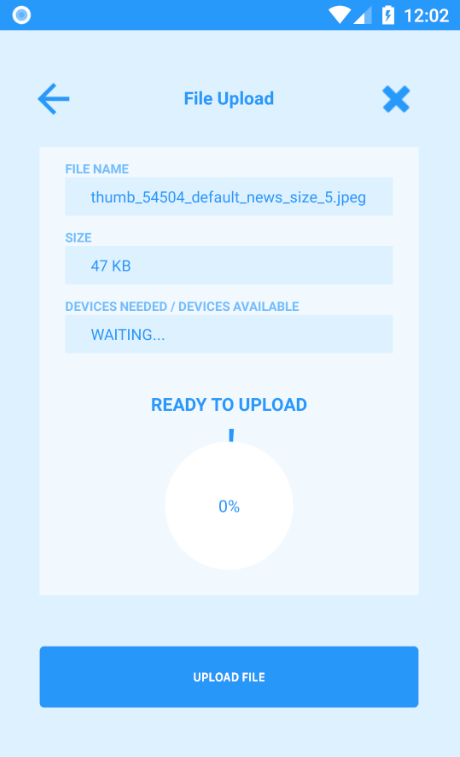 12:02
File Upload
FILE NAME
thumb_54504_default_news_size_5.jpeg
SIZE
47 KB
DEVICES NEEDED / DEVICES AVAILABLE
WAITING...
READY TO UPLOAD
0%
UPLOAD FILE